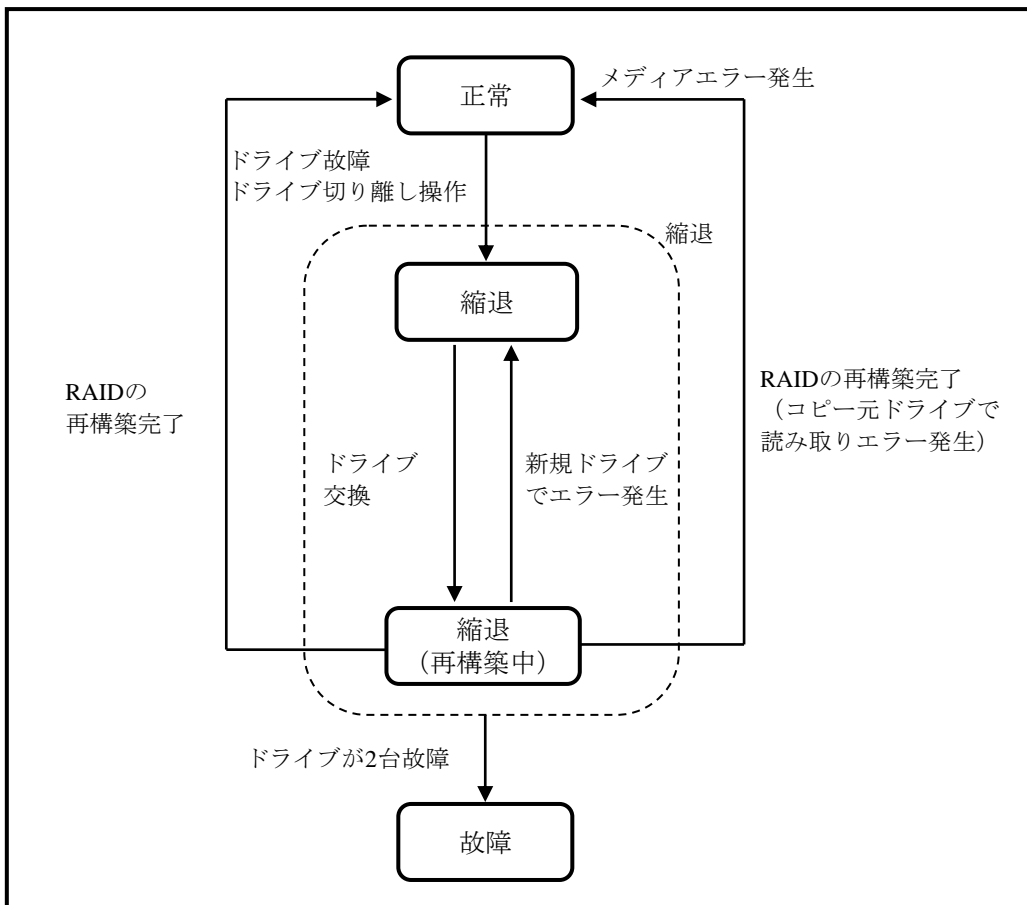 正常
メディアエラー発生
ドライブ故障
ドライブ切り離し操作
縮退
縮退
RAIDの
再構築完了
RAIDの再構築完了
（コピー元ドライブで
読み取りエラー発生）
ドライブ
交換
新規ドライブ
でエラー発生
縮退
（再構築中）
ドライブが2台故障
故障